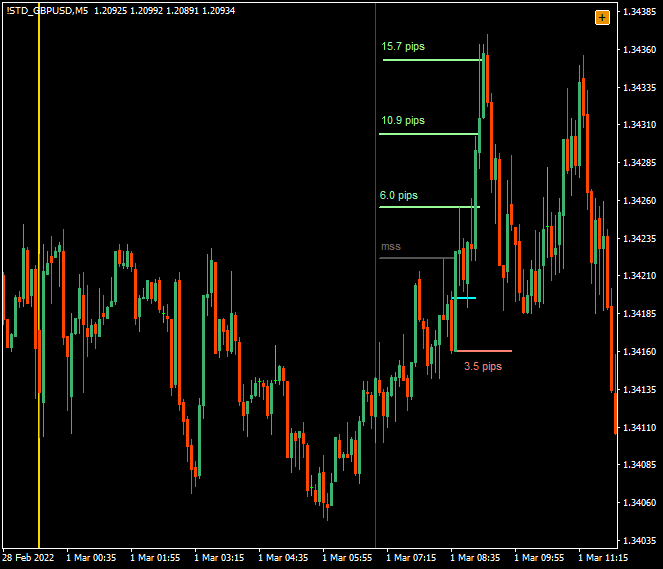 !STD_GBPUSD,M5 1.20925 1.20992 1.20891 1.20934
+
1.34385
15.7 pips
1.34360
1.34335
10.9 pips
1.34310
1.34285
6.0 pips
1.34260
mss
1.34235
1.34210
1.34185
1.34160
3.5 pips
1.34135
1.34110
1.34085
1.34060
1.34035
28 Feb 2022 1 Mar 00:35 1 Mar 01:55 1 Mar 03:15 1 Mar 04:35 1 Mar 05:55 1 Mar 07:15 1 Mar 08:35 1 Mar 09:55 1 Mar 11:15